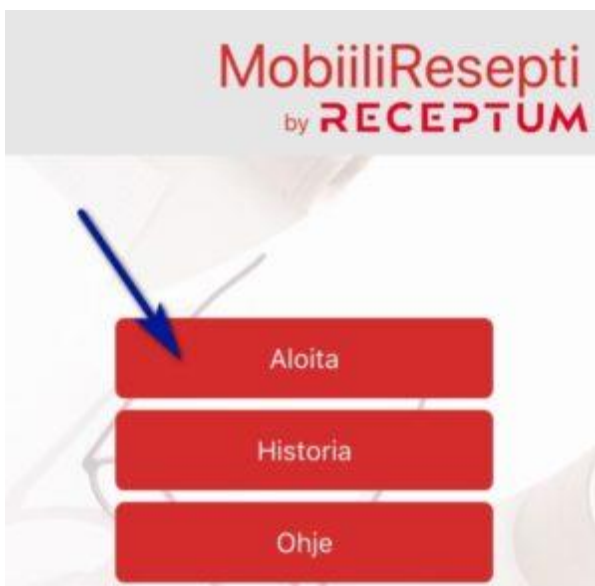 MobiiliResepti
by RECEPTUM
Aloita
Historia
Ohje